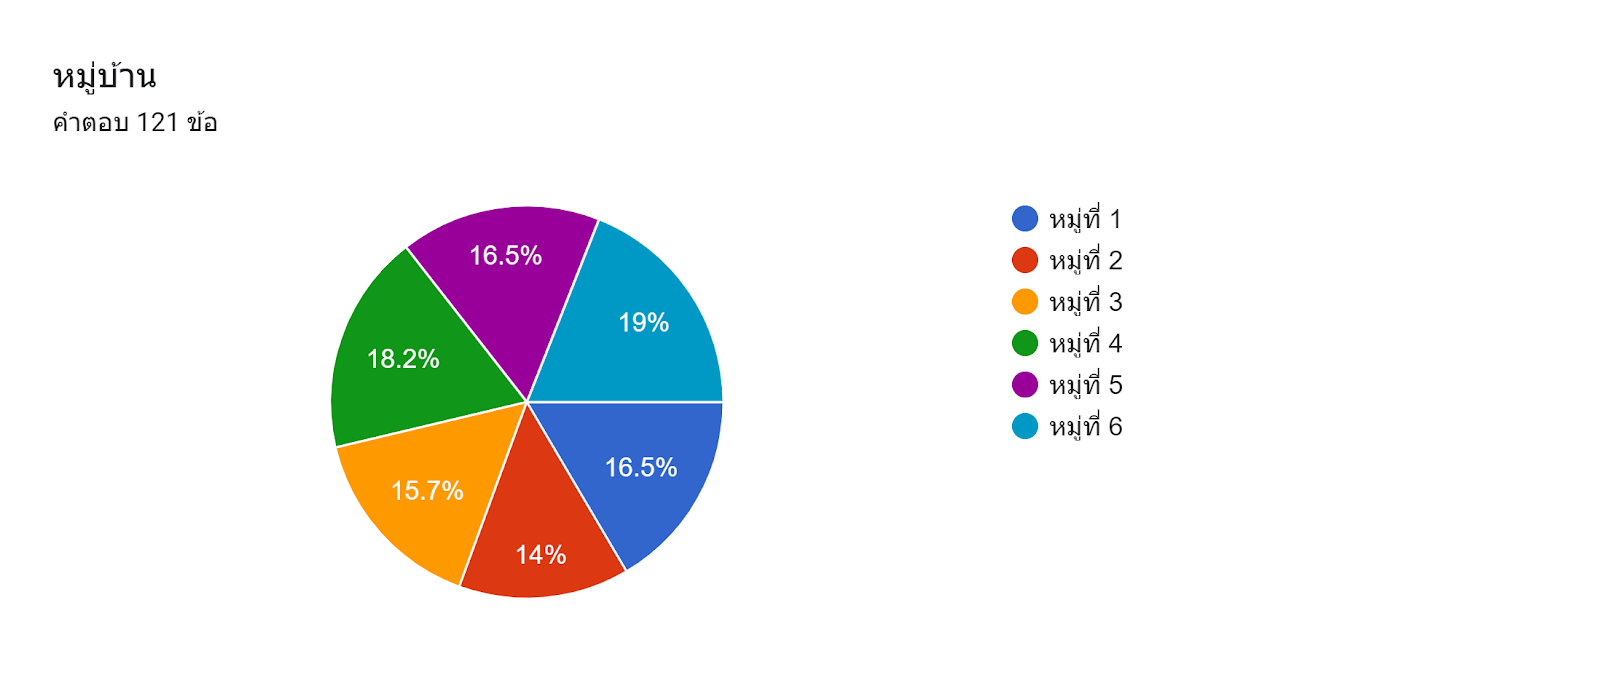 หมู่บ้าน
คำตอบ 121 ข้อ
16.5%
19%
18.2%
16.5%
15.7%
14%
หมู่ที่ 1
หมู่ที่ 2
หมู่ที่ 3
หมู่ที่ 4
หมู่ที่ 5
หมู่ที่ 6